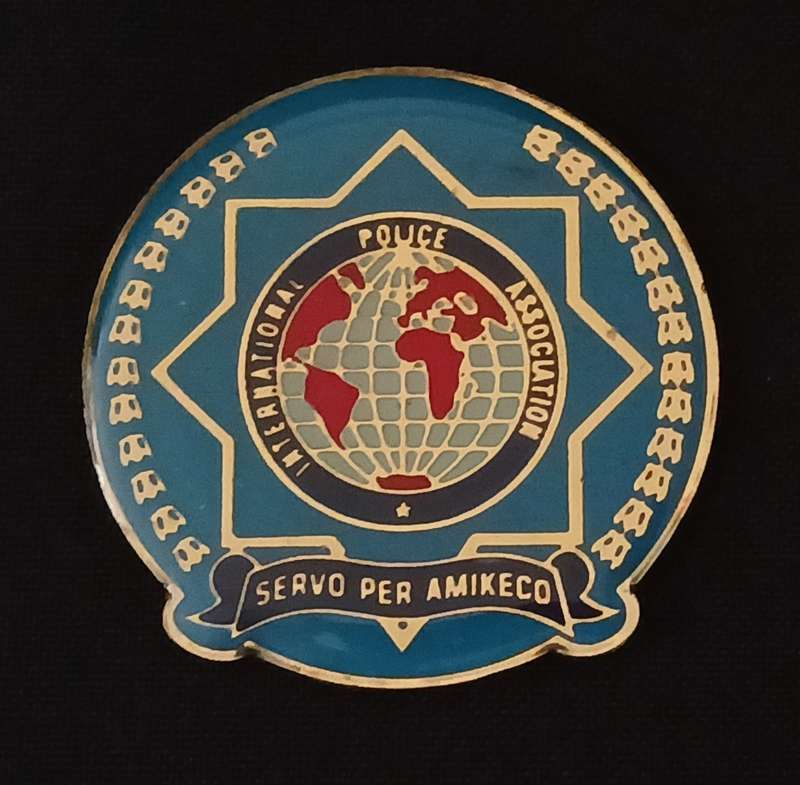 INTERNATIONAL POLICE ASSOCIATION
SERVO PER AMIKECO